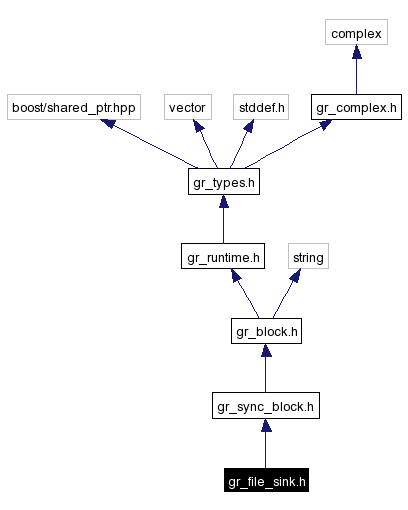 complex
boost/shared_ptr.hpp
vector
stddef.h
gr_complex.h
gr_types.h
gr_runtime.h
string
gr_block.h
gr_sync_block.h
gr_file_sink.h